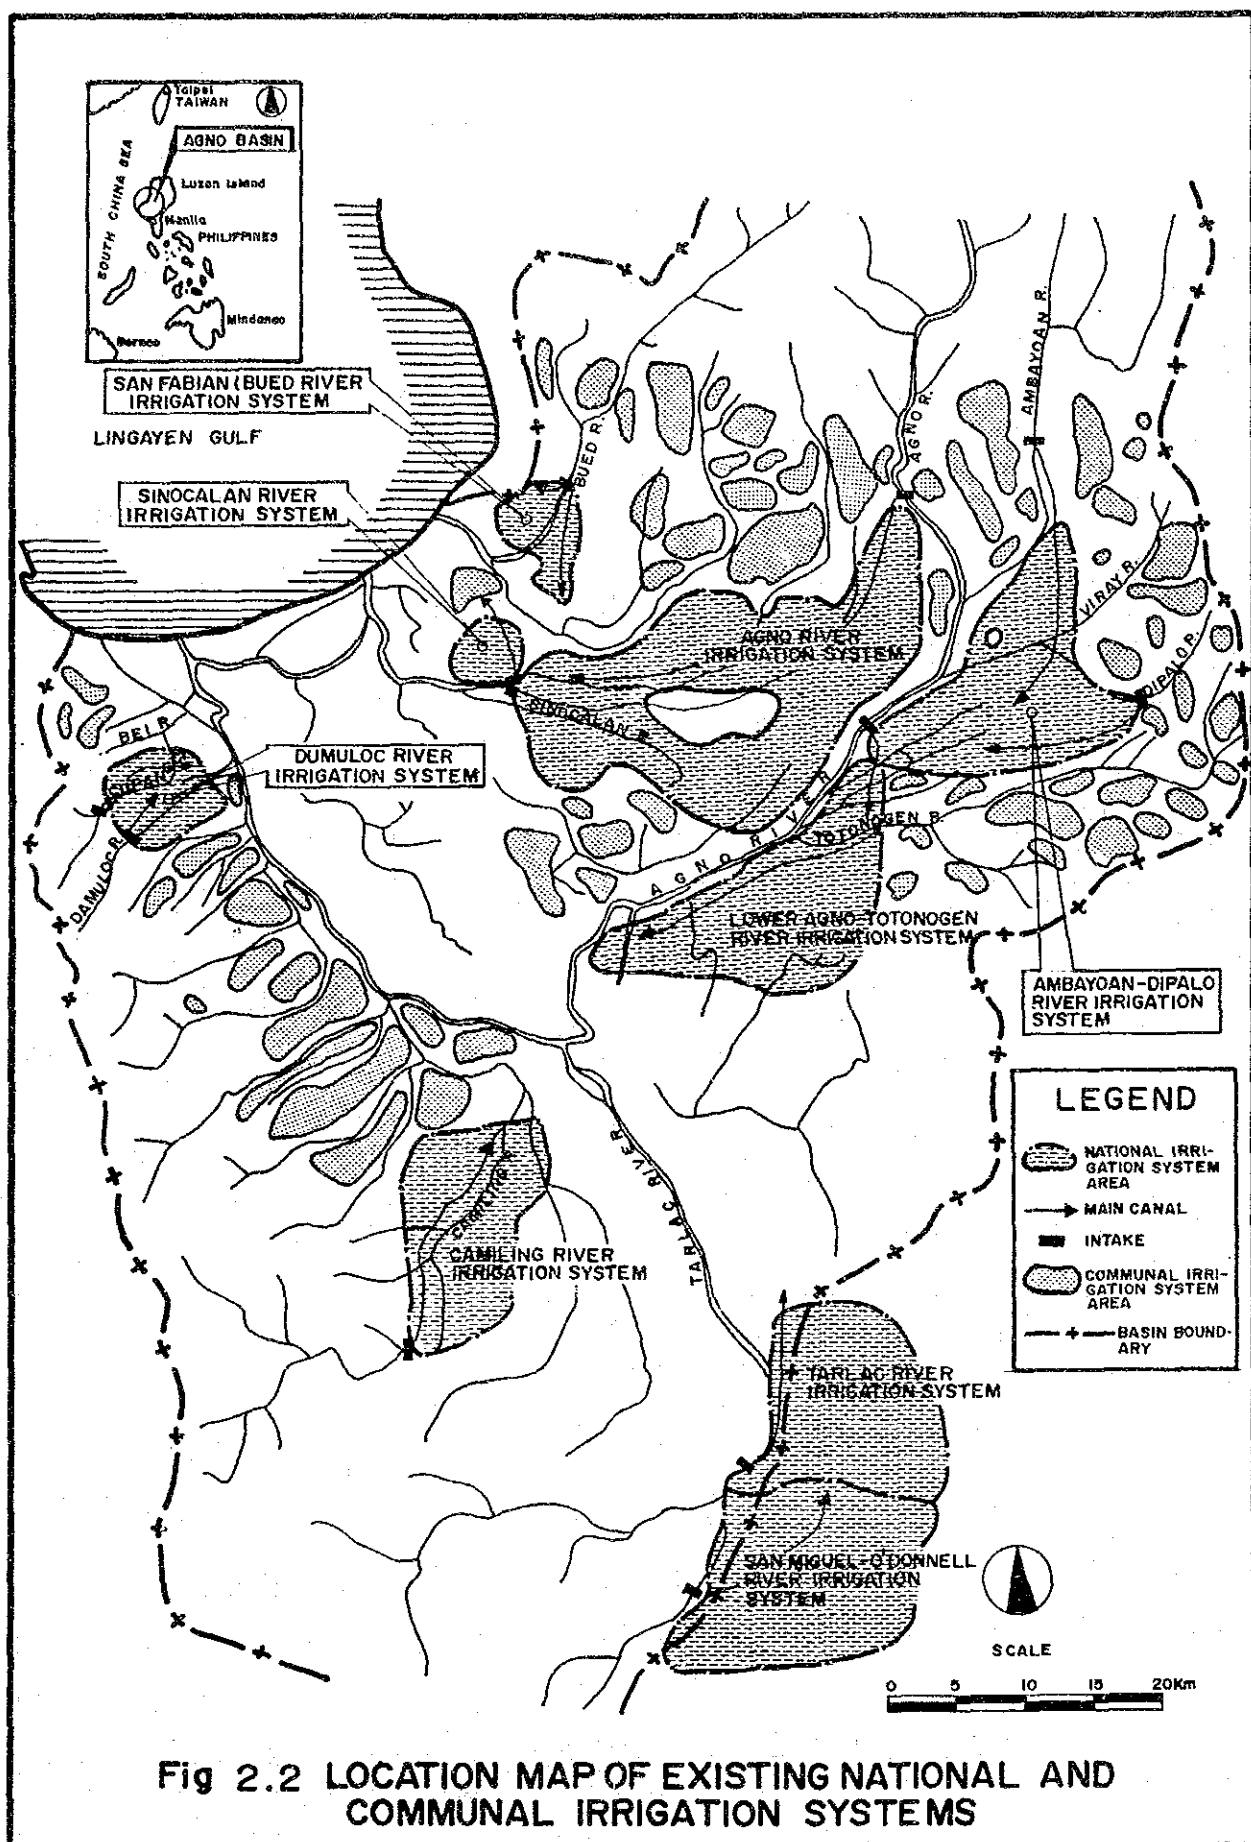 Taipei
TAIWAN
AGNO BASIN
SOUTH CHINA SEA
Luzon Island
Manila
PHILIPPINES
Mindanao
Borneo
SAN FABIAN (BUED RIVER
IRRIGATION SYSTEM
LINGAYEN GULF
SINOCALAN RIVER
IRRIGATION SYSTEM
BUED R.
AGNO R.
AMBAYOAN R.
VIRAY R.
DIPALO R.
AGNO RIVER
IRRIGATION SYSTEM
SINOCALAN R.
BEL R.
DUMULOC RIVER
IRRIGATION SYSTEM
DAMULOC R.
AGNO RIVER
TOTONOGEN R.
LOWER AGNO-TOTONOGEN
RIVER IRRIGATION SYSTEM
AMBAYOAN-DIPALO
RIVER IRRIGATION
SYSTEM
LEGEND
NATIONAL IRRI-
GATION SYSTEM
AREA
MAIN CANAL
INTAKE
COMMUNAL IRRI-
GATION SYSTEM
AREA
BASIN BOUND-
ARY
CAMILING R.
CAMILING RIVER
IRRIGATION SYSTEM
TARLAC RIVER
TARLAC RIVER
IRRIGATION SYSTEM
SAN MIGUEL-O'DONNELL
RIVER IRRIGATION
SYSTEM
SCALE
0 5 10 15 20Km
Fig 2.2 LOCATION MAP OF EXISTING NATIONAL AND
COMMUNAL IRRIGATION SYSTEMS